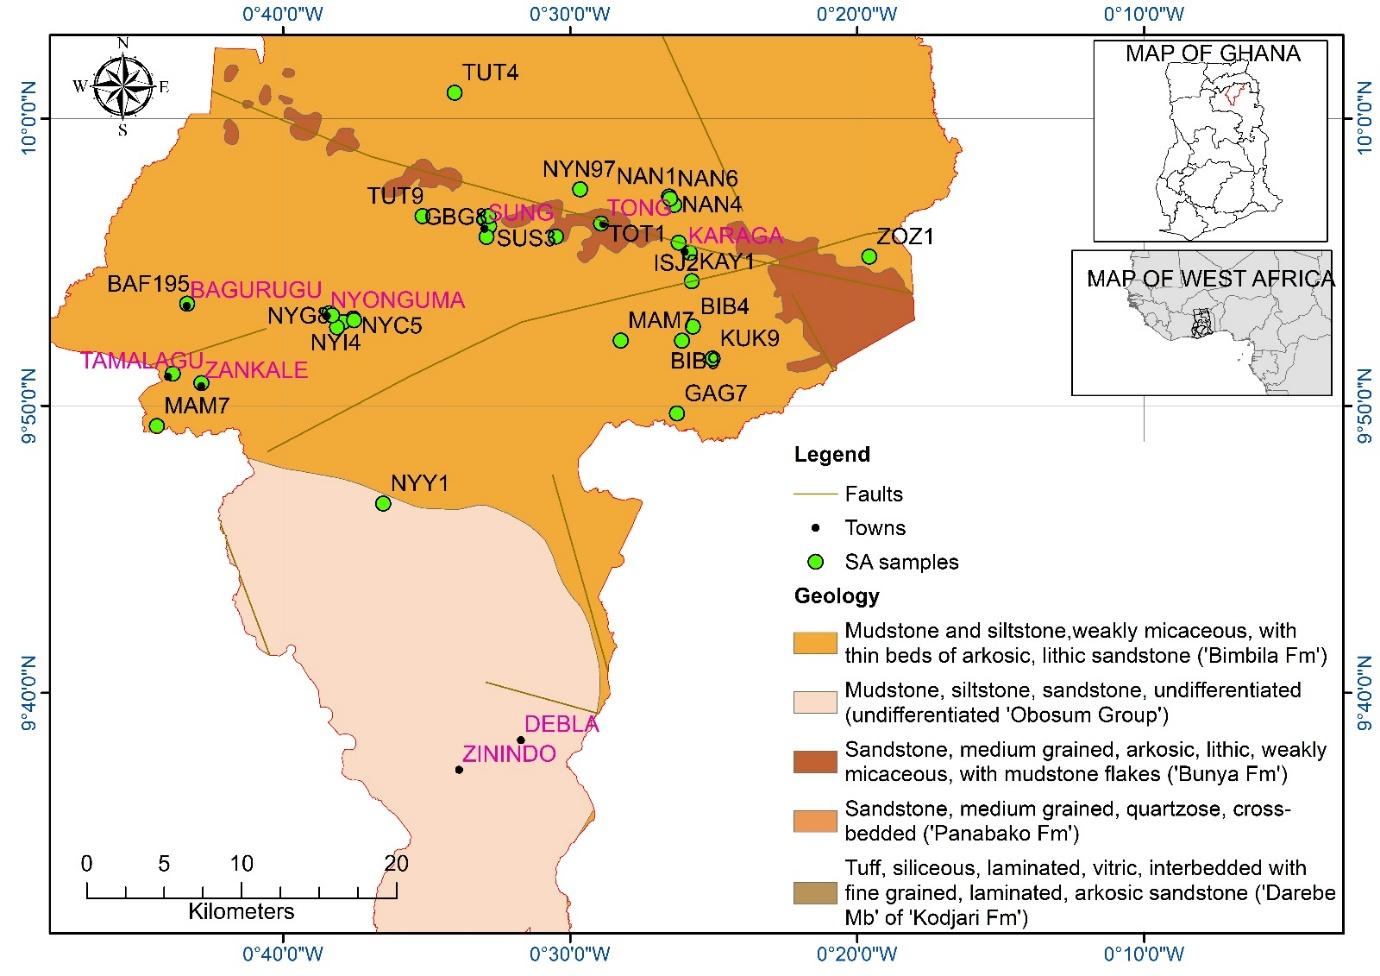 0°40'0"W
0°30'0"W
0°20'0"W
0°10'0"W
N
W
E
S
MAP OF GHANA
TUT4
10°0'0"N
10°0'0"N
NYN97
NAN1
NAN6
TUT9
NAN4
GBG8
SUNG
TONG
TOT1
SUS3
KARAGA
ZOZ1
ISJ2
KAY1
MAP OF WEST AFRICA
BAF195
BAGURUGU
NYONGUMA
NYG8
NYC5
NYI4
BIB4
MAM7
KUK9
TAMALAGU
ZANKALE
GAG7
MAM7
9°50'0"N
9°50'0"N
NYY1
Legend
Faults
Towns
SA samples
Geology
Mudstone and siltstone,weakly micaceous, with
thin beds of arkosic, lithic sandstone ('Bimbila Fm')
Mudstone, siltstone, sandstone, undifferentiated
(undifferentiated 'Obosum Group')
Sandstone, medium grained, arkosic, lithic, weakly
micaceous, with mudstone flakes ('Bunya Fm')
Sandstone, medium grained, quartzose, cross-
bedded ('Panabako Fm')
Tuff, siliceous, laminated, vitric, interbedded with
fine grained, laminated, arkosic sandstone ('Darebe
Mb' of 'Kodjari Fm')
9°40'0"N
9°40'0"N
DEBLA
ZININDO
0
5
10
20
Kilometers
0°40'0"W
0°30'0"W
0°20'0"W
0°10'0"W